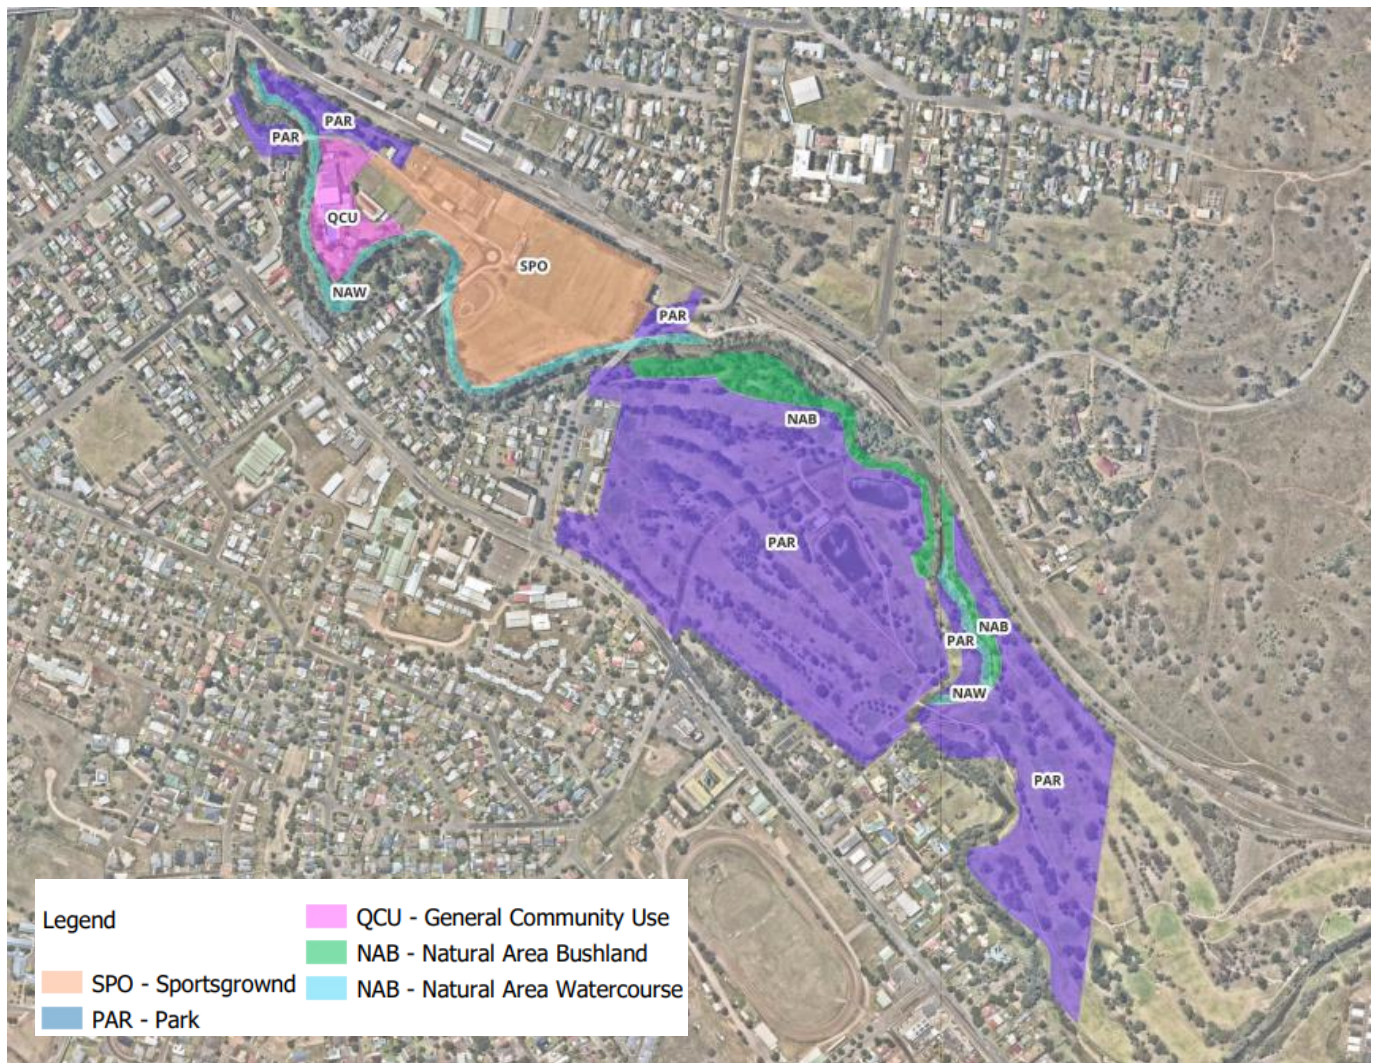 PAR
PAR
QCU
NAW
SPO
PAR
NAB
PAR
NAB
PAR
NAW
PAR
Legend
SPO - Sportsgrownd
PAR - Park
QCU - General Community Use
NAB - Natural Area Bushland
NAB - Natural Area Watercourse